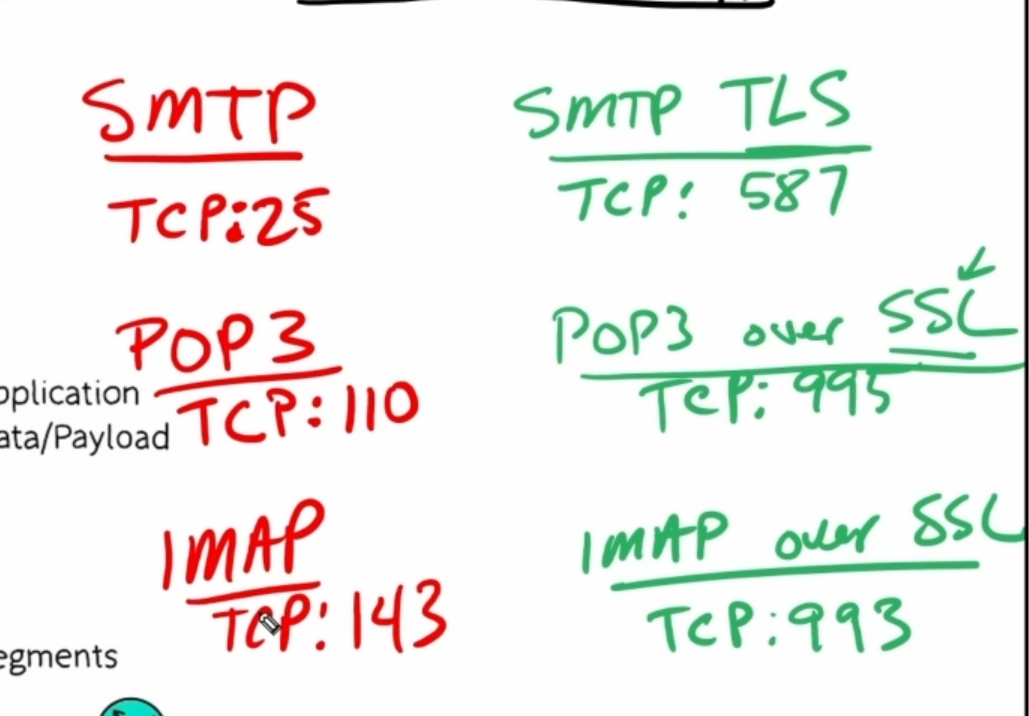 SMTP
TCP:25
SMTP TLS
TCP: 587
POP3
TCP:110
POP3 over SSL
TCP: 995
pplication
ata/Payload
IMAP
TCP:143
IMAP over SSL
TCP:993
egments